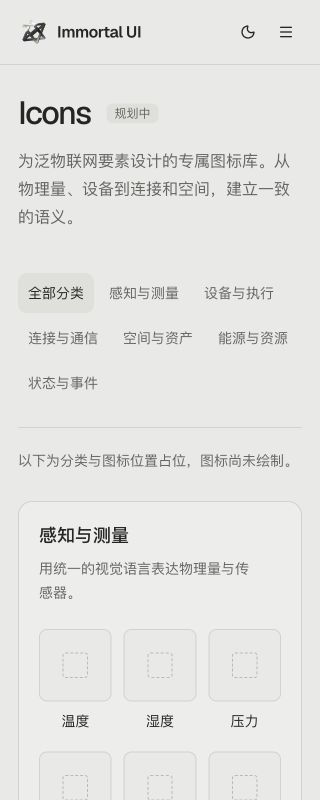 Immortal UI
Icons 规划中
为泛物联网要素设计的专属图标库。从
物理量、设备到连接和空间，建立一致
的语义。
全部分类 感知与测量 设备与执行
连接与通信 空间与资产 能源与资源
状态与事件
以下为分类与图标位置占位，图标尚未绘制。
感知与测量
用统一的视觉语言表达物理量与传
感器。
温度 湿度 压力